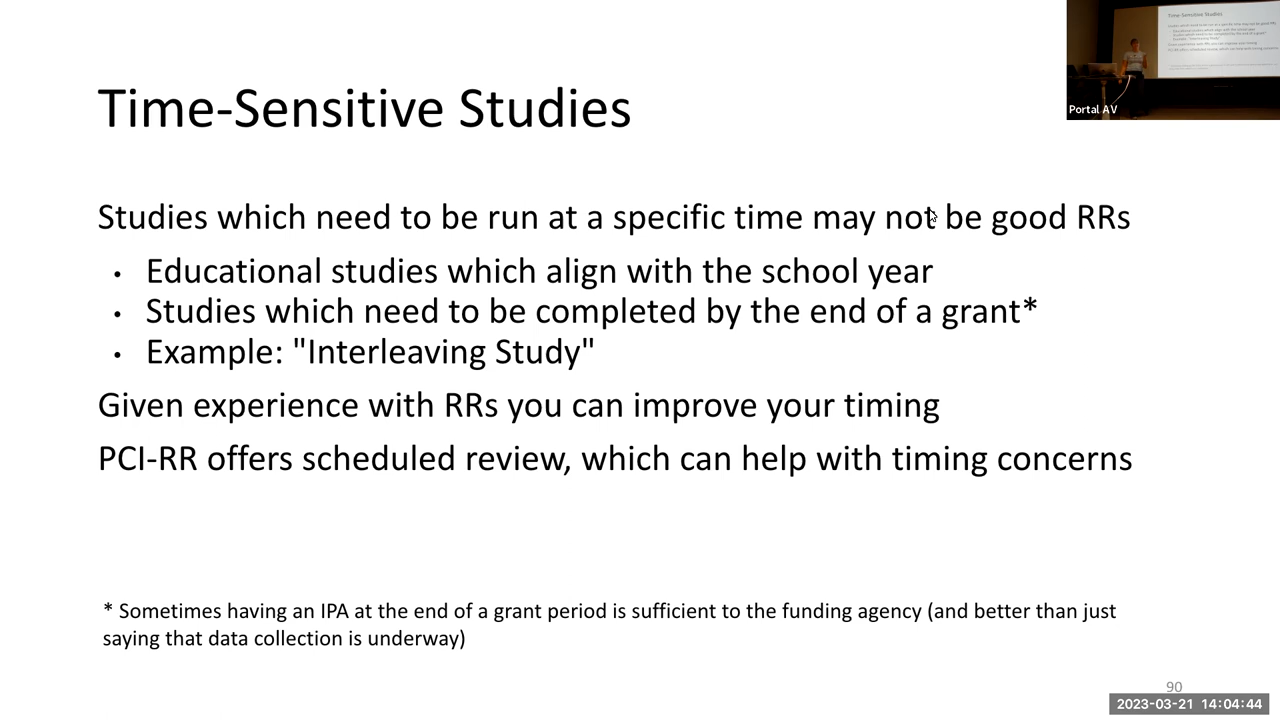 Time-Sensitive Studies
Studies which need to be run at a specific time may not be good RRs
• Educational studies which align with the school year
• Studies which need to be completed by the end of a grant*
• Example: "Interleaving Study"
Given experience with RRs you can improve your timing
PCI-RR offers scheduled review, which can help with timing concerns
* Sometimes having an IPA at the end of a grant period is sufficient to the funding agency (and better than just
saying that data collection is underway)
90
2023-03-21 14:04:44
Time-Sensitive Studies
Portal AV